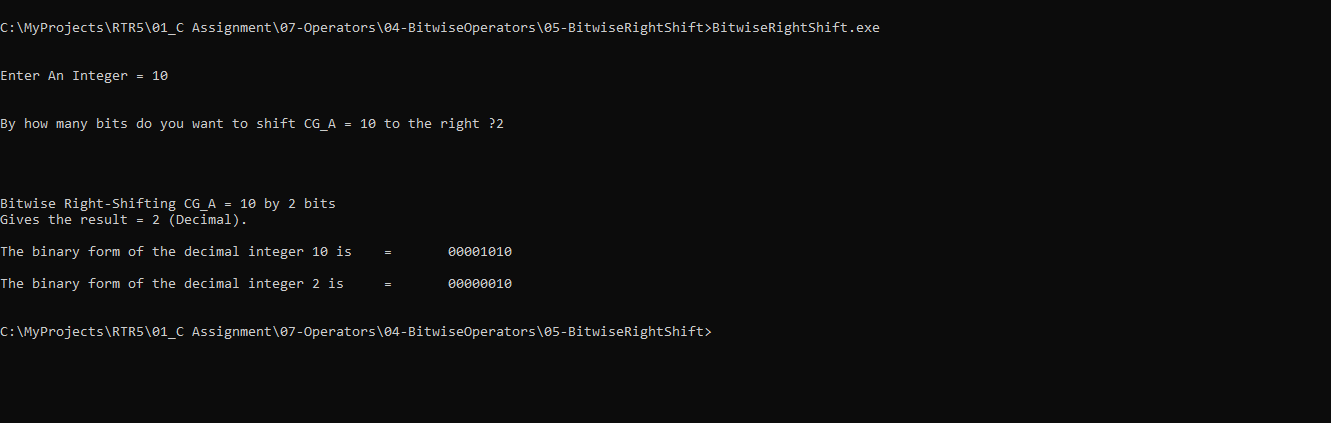 C:\MyProjects\RTR5\01_C Assignment\07-Operators\04-BitwiseOperators\05-BitwiseRightShift>BitwiseRightShift.exe
Enter An Integer = 10
By how many bits do you want to shift CG_A = 10 to the right ?2
Bitwise Right-Shifting CG_A = 10 by 2 bits
Gives the result = 2 (Decimal).
The binary form of the decimal integer 10 is    =       00001010
The binary form of the decimal integer 2 is     =       00000010
C:\MyProjects\RTR5\01_C Assignment\07-Operators\04-BitwiseOperators\05-BitwiseRightShift>